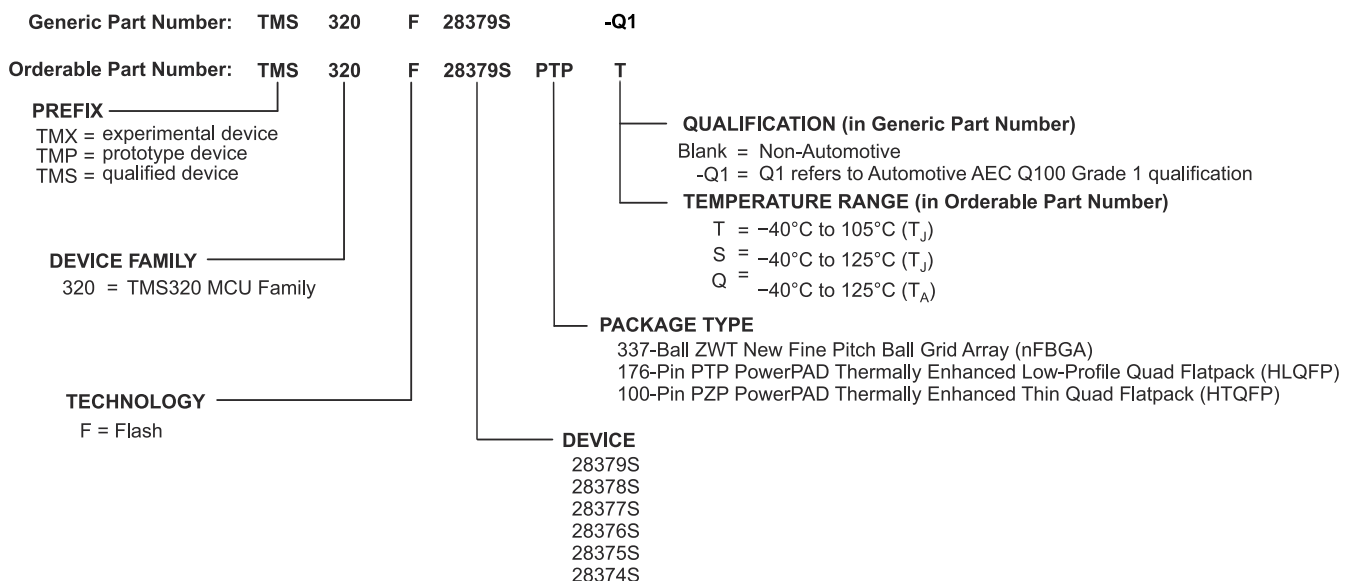 Generic Part Number: TMS 320 F 28379S -Q1
Orderable Part Number: TMS 320 F 28379S PTP T
PREFIX
TMX = experimental device
TMP = prototype device
TMS = qualified device
QUALIFICATION (in Generic Part Number)
Blank = Non-Automotive
-Q1 = Q1 refers to Automotive AEC Q100 Grade 1 qualification
TEMPERATURE RANGE (in Orderable Part Number)
T = −40°C to 105°C (TJ)
S = −40°C to 125°C (TJ)
Q = −40°C to 125°C (TA)
DEVICE FAMILY
320 = TMS320 MCU Family
PACKAGE TYPE
337-Ball ZWT New Fine Pitch Ball Grid Array (nFBGA)
176-Pin PTP PowerPAD Thermally Enhanced Low-Profile Quad Flatpack (HLQFP)
100-Pin PZP PowerPAD Thermally Enhanced Thin Quad Flatpack (HTQFP)
TECHNOLOGY
F = Flash
DEVICE
28379S
28378S
28377S
28376S
28375S
28374S